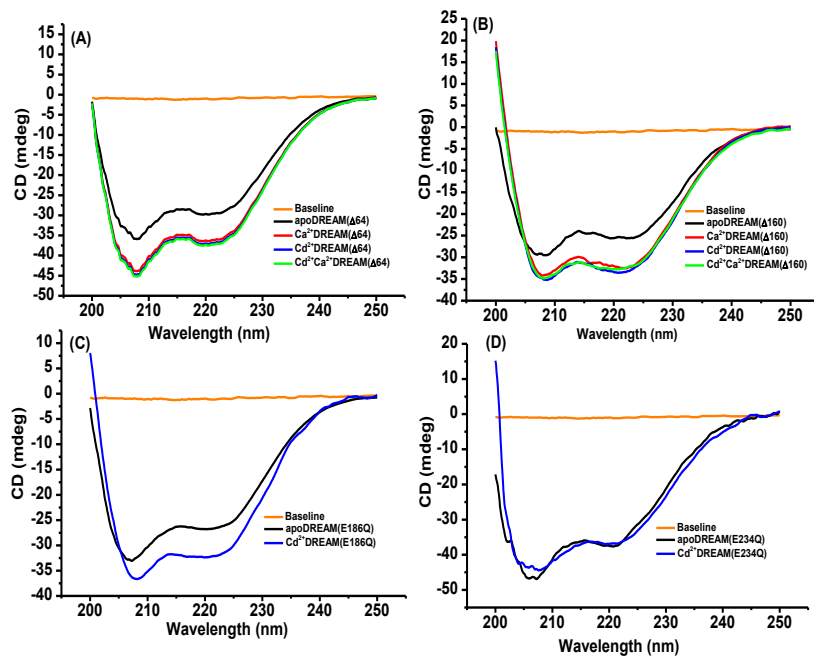 (A)
CD (mdeg)
5
0
-5
-10
-15
-20
-25
-30
-35
-40
-45
-50
Baseline
apoDREAM(Δ64)
Ca²⁺DREAM(Δ64)
Cd²⁺DREAM(Δ64)
Cd²⁺Ca²⁺DREAM(Δ64)
200 210 220 230 240 250
Wavelength (nm)
(B)
CD (mdeg)
25
20
15
10
5
0
-5
-10
-15
-20
-25
-30
-35
Baseline
apoDREAM(Δ160)
Ca²⁺DREAM(Δ160)
Cd²⁺DREAM(Δ160)
Cd²⁺Ca²⁺DREAM(Δ160)
200 210 220 230 240 250
Wavelength (nm)
(C)
CD (mdeg)
10
5
0
-5
-10
-15
-20
-25
-30
-35
-40
Baseline
apoDREAM(E186Q)
Cd²⁺DREAM(E186Q)
200 210 220 230 240 250
Wavelength (nm)
(D)
CD (mdeg)
20
10
0
-10
-20
-30
-40
-50
Baseline
apoDREAM(E234Q)
Cd²⁺DREAM(E234Q)
200 210 220 230 240 250
Wavelength (nm)